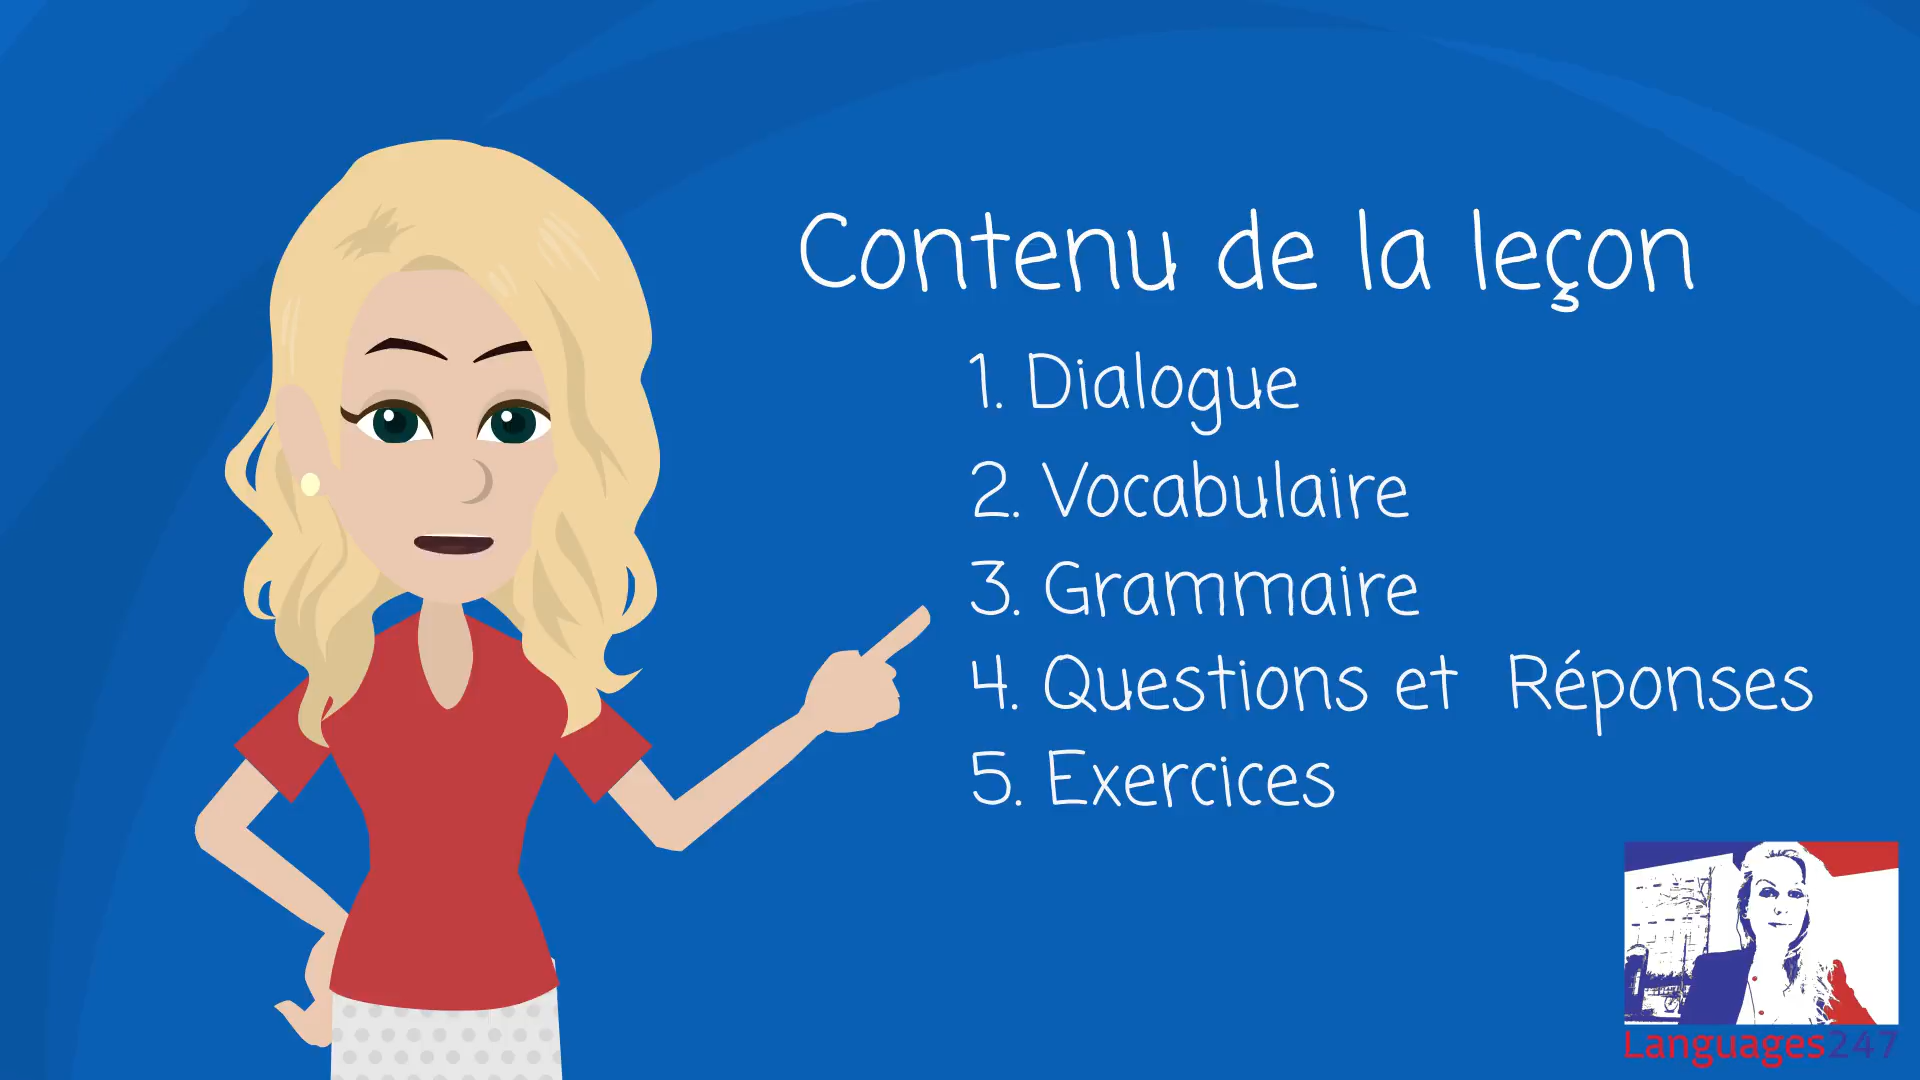 Contenu de la leçon
1. Dialogue
2. Vocabulaire
3. Grammaire
4. Questions et Réponses
5. Exercices
Languages247